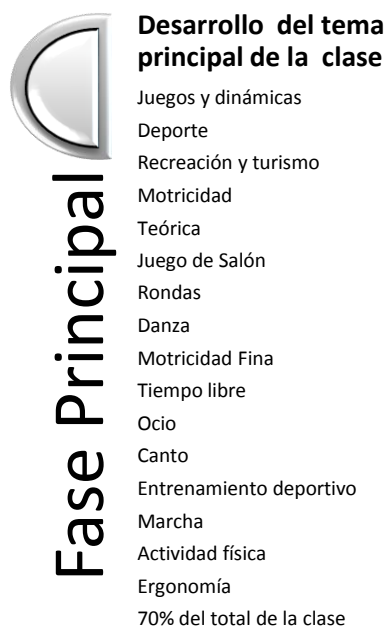 Desarrollo del tema
principal de la clase
Juegos y dinámicas
Deporte
Recreación y turismo
Motricidad
Teórica
Juego de Salón
Rondas
Danza
Motricidad Fina
Tiempo libre
Ocio
Canto
Entrenamiento deportivo
Marcha
Actividad física
Ergonomía
70% del total de la clase
Fase Principal